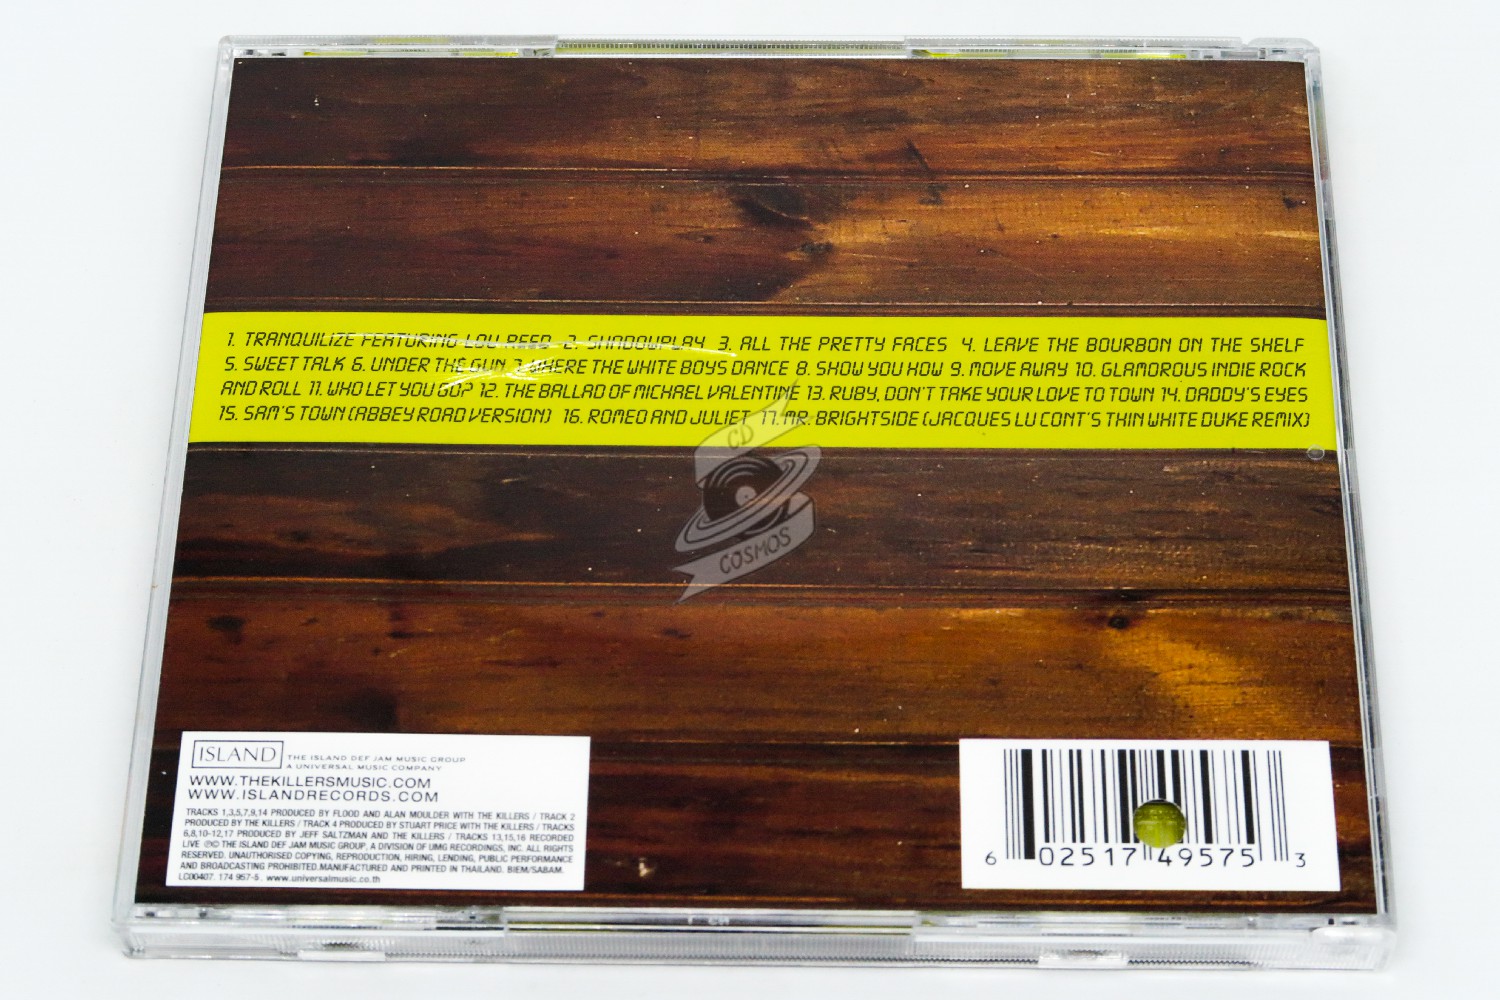 1. TRANQUILIZE FEATURING LOU REED 2. SHADOWPLAY 3. ALL THE PRETTY FACES 4. LEAVE THE BOURBON ON THE SHELF
5. SWEET TALK 6. UNDER THE GUN 7. WHERE THE WHITE BOYS DANCE 8. SHOW YOU HOW 9. MOVE AWAY 10. GLAMOROUS INDIE ROCK
AND ROLL 11. WHO LET YOU GO? 12. THE BALLAD OF MICHAEL VALENTINE 13. RUBY, DON'T TAKE YOUR LOVE TO TOWN 14. DADDY'S EYES
15. SAM'S TOWN (ABBEY ROAD VERSION) 16. ROMEO AND JULIET 17. MR. BRIGHTSIDE (JACQUES LU CONT'S THIN WHITE DUKE REMIX)
CD
COSMOS
ISLAND THE ISLAND DEF JAM MUSIC GROUP
A UNIVERSAL MUSIC COMPANY
WWW.THEKILLERSMUSIC.COM
WWW.ISLANDRECORDS.COM
TRACKS 1,3,5,7,9,14 PRODUCED BY FLOOD AND ALAN MOULDER WITH THE KILLERS / TRACK 2
PRODUCED BY THE KILLERS / TRACK 4 PRODUCED BY STUART PRICE WITH THE KILLERS / TRACKS
6,8,10-12,17 PRODUCED BY JEFF SALTZMAN AND THE KILLERS / TRACKS 13,15,16 RECORDED
LIVE ℗© THE ISLAND DEF JAM MUSIC GROUP, A DIVISION OF UMG RECORDINGS, INC. ALL RIGHTS
RESERVED. UNAUTHORISED COPYING, REPRODUCTION, HIRING, LENDING, PUBLIC PERFORMANCE
AND BROADCASTING PROHIBITED.MANUFACTURED AND PRINTED IN THAILAND. BIEM/SABAM.
LC00407. 174 957-5. www.universalmusic.co.th
6 02517 49575 3